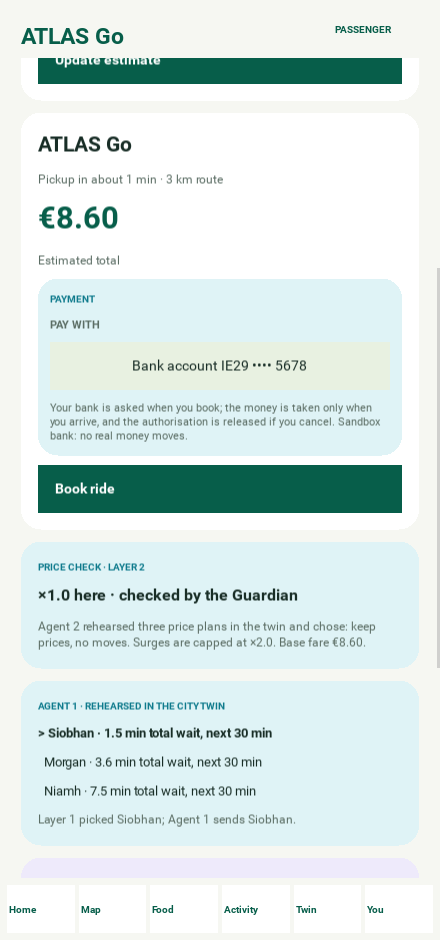 ATLAS Go
PASSENGER
Update estimate
ATLAS Go
Pickup in about 1 min · 3 km route
€8.60
Estimated total
PAYMENT
PAY WITH
Bank account IE29 •••• 5678
Your bank is asked when you book; the money is taken only when
you arrive, and the authorisation is released if you cancel. Sandbox
bank: no real money moves.
Book ride
PRICE CHECK · LAYER 2
×1.0 here · checked by the Guardian
Agent 2 rehearsed three price plans in the twin and chose: keep
prices, no moves. Surges are capped at ×2.0. Base fare €8.60.
AGENT 1 · REHEARSED IN THE CITYTWIN
> Siobhan · 1.5 min total wait, next 30 min
Morgan · 3.6 min total wait, next 30 min
Niamh · 7.5 min total wait, next 30 min
Layer 1 picked Siobhan; Agent 1 sends Siobhan.
Home
Map
Food
Activity
Twin
You